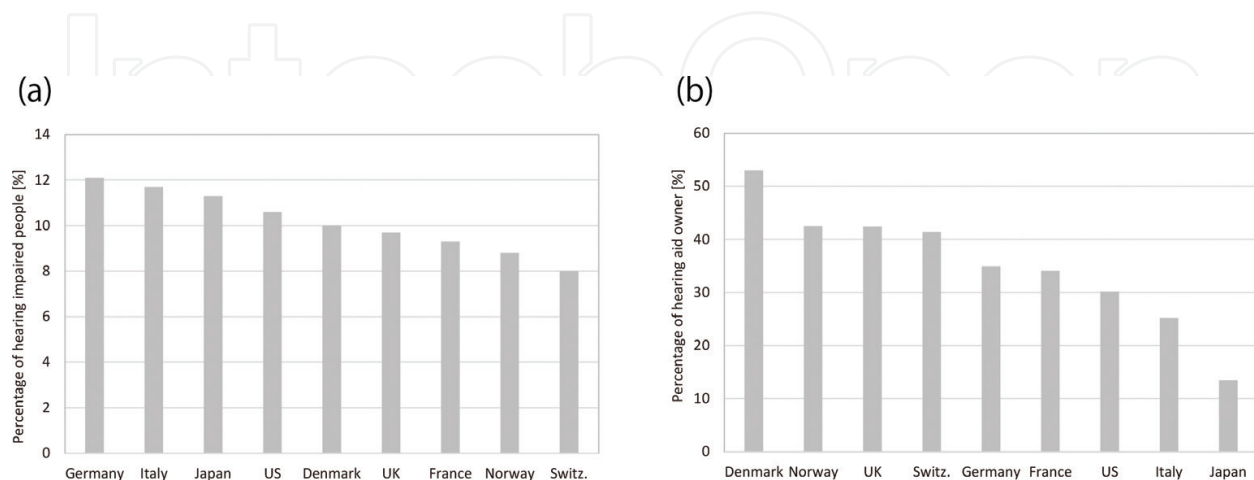 IntechOpen
(a)
Percentage of hearing impaired people [%]
14
12
10
8
6
4
2
0
Germany Italy Japan US Denmark UK France Norway Switz.
(b)
Percentage of hearing aid owner [%]
60
50
40
30
20
10
0
Denmark Norway UK Switz. Germany France US Italy Japan